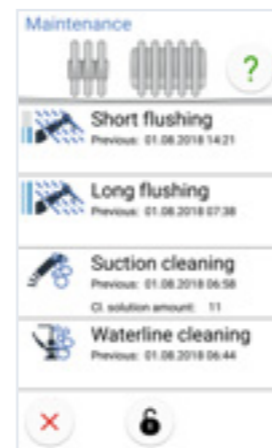 Maintenance
?
Short flushing
Previous: 01.08.2018 14:21
Long flushing
Previous: 01.08.2018 07:38
Suction cleaning
Previous: 01.08.2018 06:58
Cl. solution amount: 11
Waterline cleaning
Previous: 01.08.2018 06:44